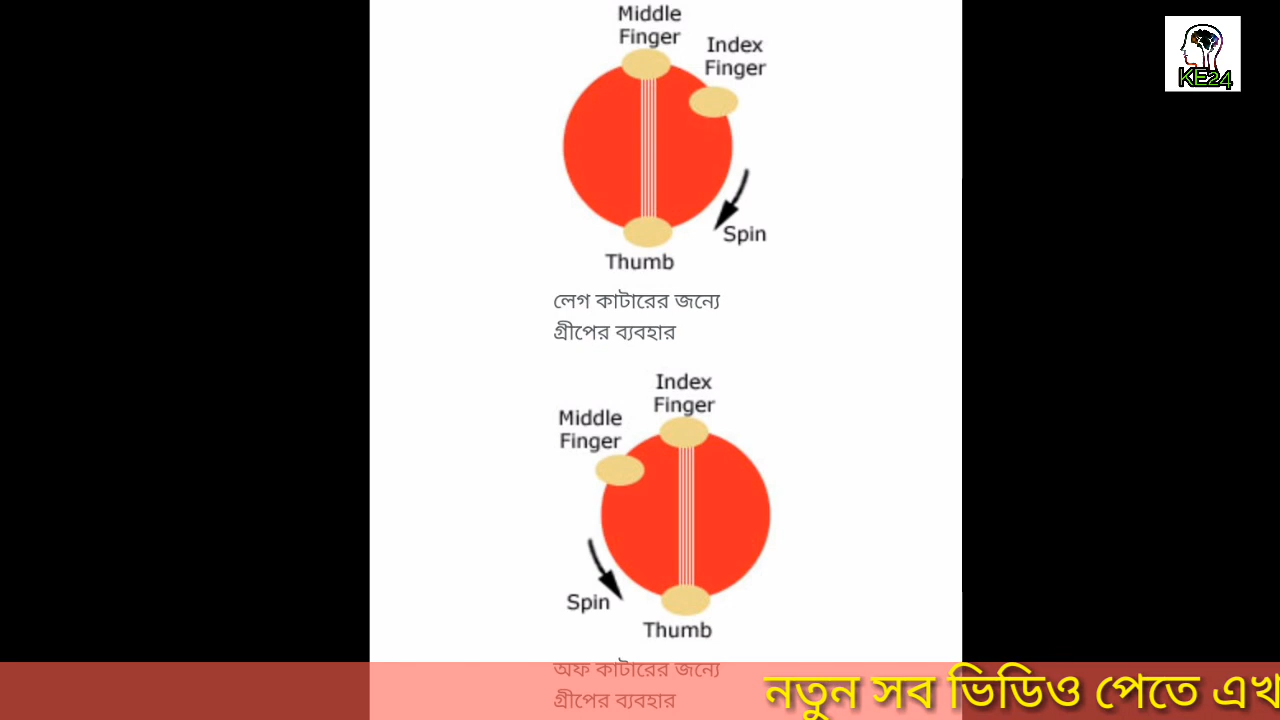 Middle
Finger
Index
Finger
KE24
Spin
Thumb
লেগ কাটারের জন্যে
গ্রীপের ব্যবহার
Index
Finger
Middle
Finger
Spin
Thumb
অফ কাটারের জন্যে
গ্রীপের ব্যবহার
নতুন সব ভিডিও পেতে এখ